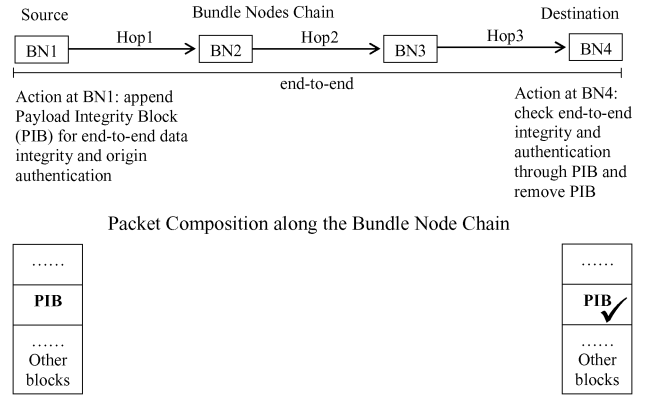 Source Bundle Nodes Chain Destination
BN1 Hop1 BN2 Hop2 BN3 Hop3 BN4
end-to-end
Action at BN1: append
Payload Integrity Block
(PIB) for end-to-end data
integrity and origin
authentication
Action at BN4:
check end-to-end
integrity and
authentication
through PIB and
remove PIB
Packet Composition along the Bundle Node Chain
......
PIB
......
Other
blocks
......
PIB
......
Other
blocks